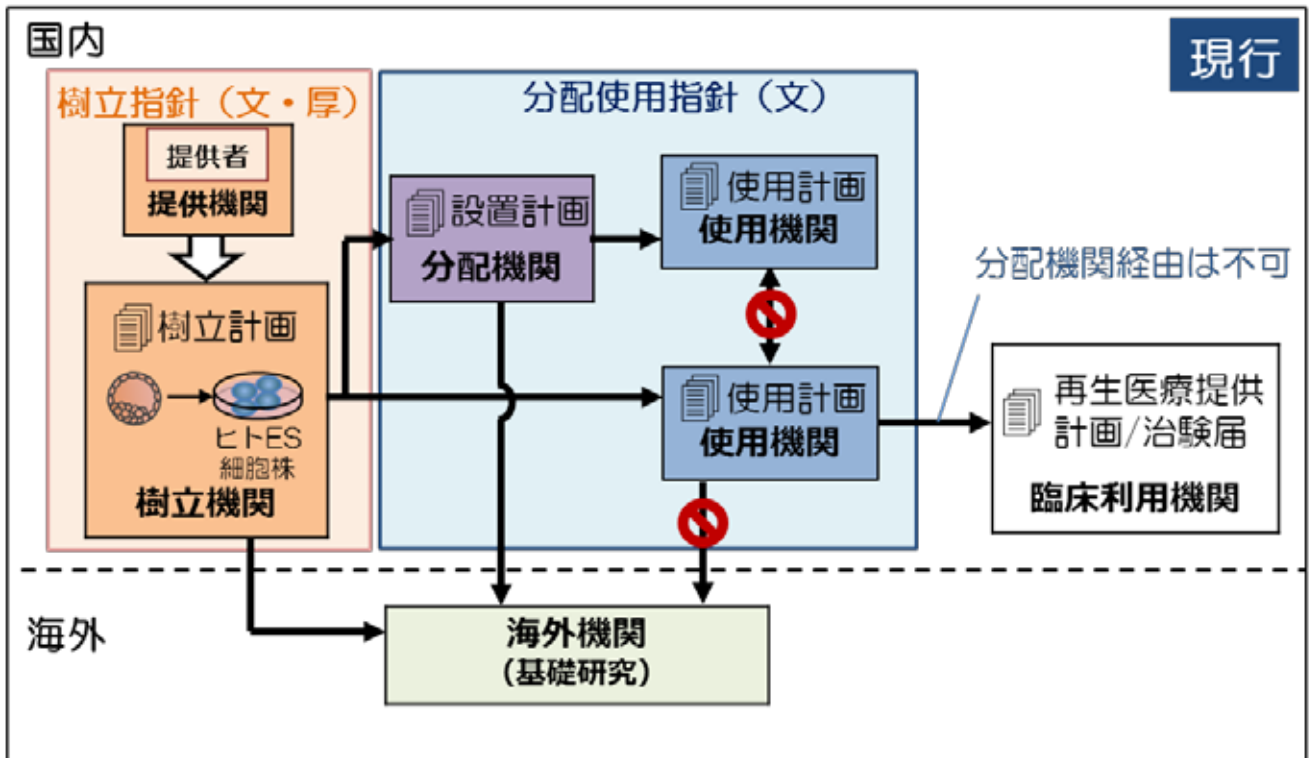 国内
現行
樹立指針（文・厚）
提供者
提供機関
樹立計画
ヒトES
細胞株
樹立機関
分配使用指針（文）
設置計画
分配機関
使用計画
使用機関
使用計画
使用機関
分配機関経由は不可
再生医療提供
計画/治験届
臨床利用機関
海外
海外機関
（基礎研究）